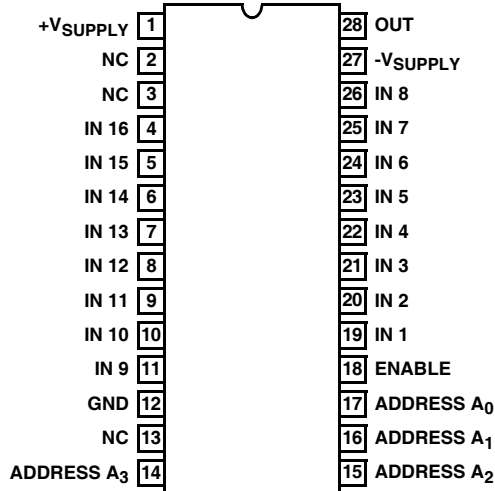 +VSUPPLY 1 28 OUT
NC 2 27 -VSUPPLY
NC 3 26 IN 8
IN 16 4 25 IN 7
IN 15 5 24 IN 6
IN 14 6 23 IN 5
IN 13 7 22 IN 4
IN 12 8 21 IN 3
IN 11 9 20 IN 2
IN 10 10 19 IN 1
IN 9 11 18 ENABLE
GND 12 17 ADDRESS A0
NC 13 16 ADDRESS A1
ADDRESS A3 14 15 ADDRESS A2